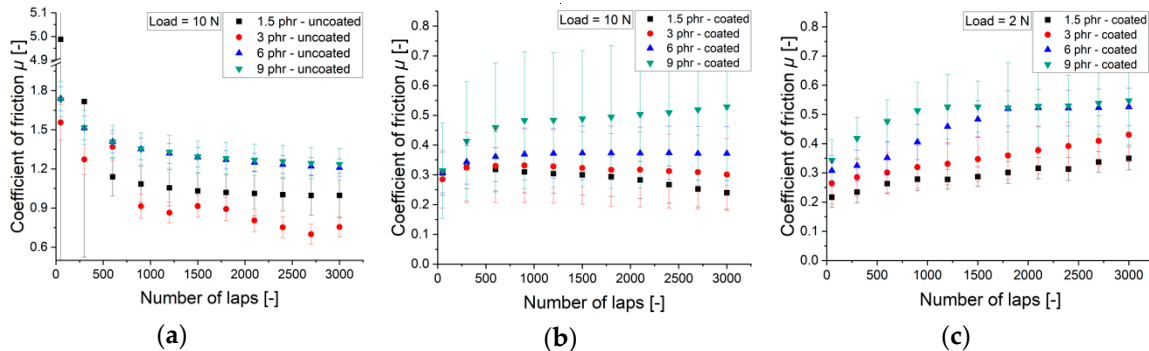 Load = 10 N
1.5 phr - uncoated
3 phr - uncoated
6 phr - uncoated
9 phr - uncoated
Coefficient of friction μ [-]
5.1
5.0
4.9
1.8
1.5
1.2
0.9
0.6
0 500 1000 1500 2000 2500 3000
Number of laps [-]
(a)
Load = 10 N
1.5 phr - coated
3 phr - coated
6 phr - coated
9 phr - coated
Coefficient of friction μ [-]
0.8
0.7
0.6
0.5
0.4
0.3
0.2
0.1
0.0
0 500 1000 1500 2000 2500 3000
Number of laps [-]
(b)
Load = 2 N
1.5 phr - coated
3 phr - coated
6 phr - coated
9 phr - coated
Coefficient of friction μ [-]
0.8
0.7
0.6
0.5
0.4
0.3
0.2
0.1
0.0
0 500 1000 1500 2000 2500 3000
Number of laps [-]
(c)